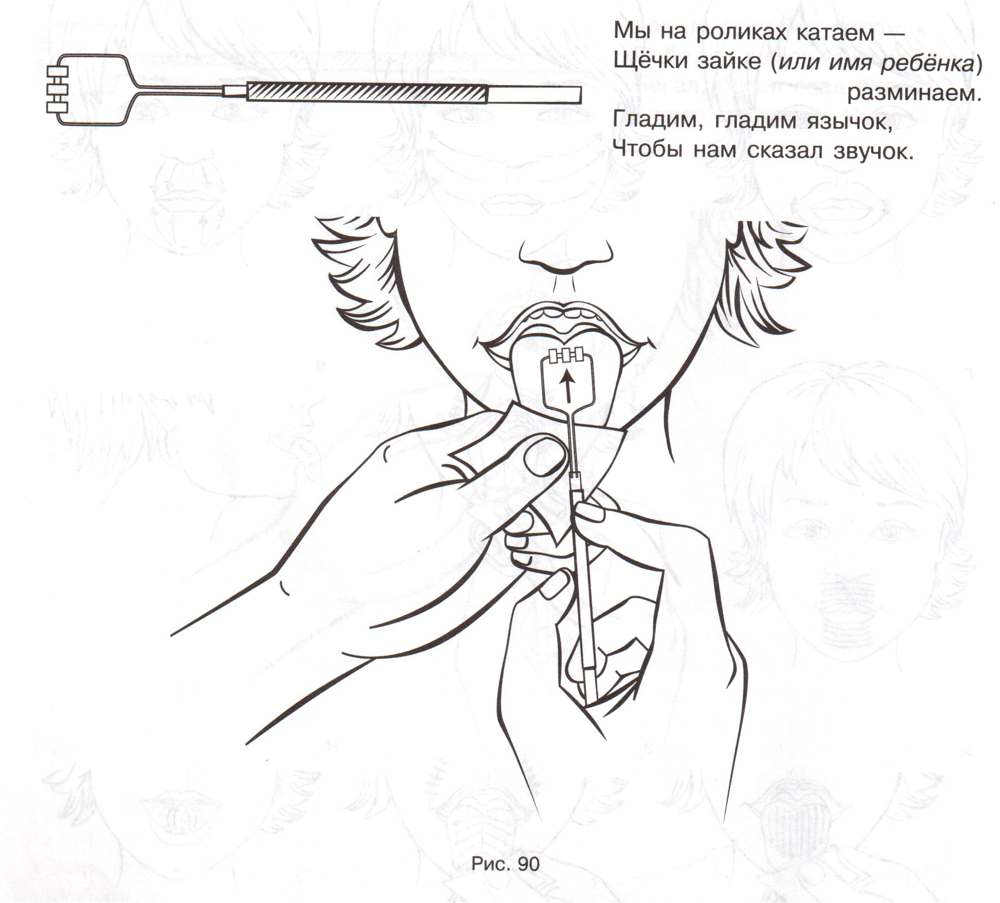 Мы на роликах катаем —
Щёчки зайке (или имя ребёнка)
разминаем.
Гладим, гладим язычок,
Чтобы нам сказал звучок.
Рис. 90